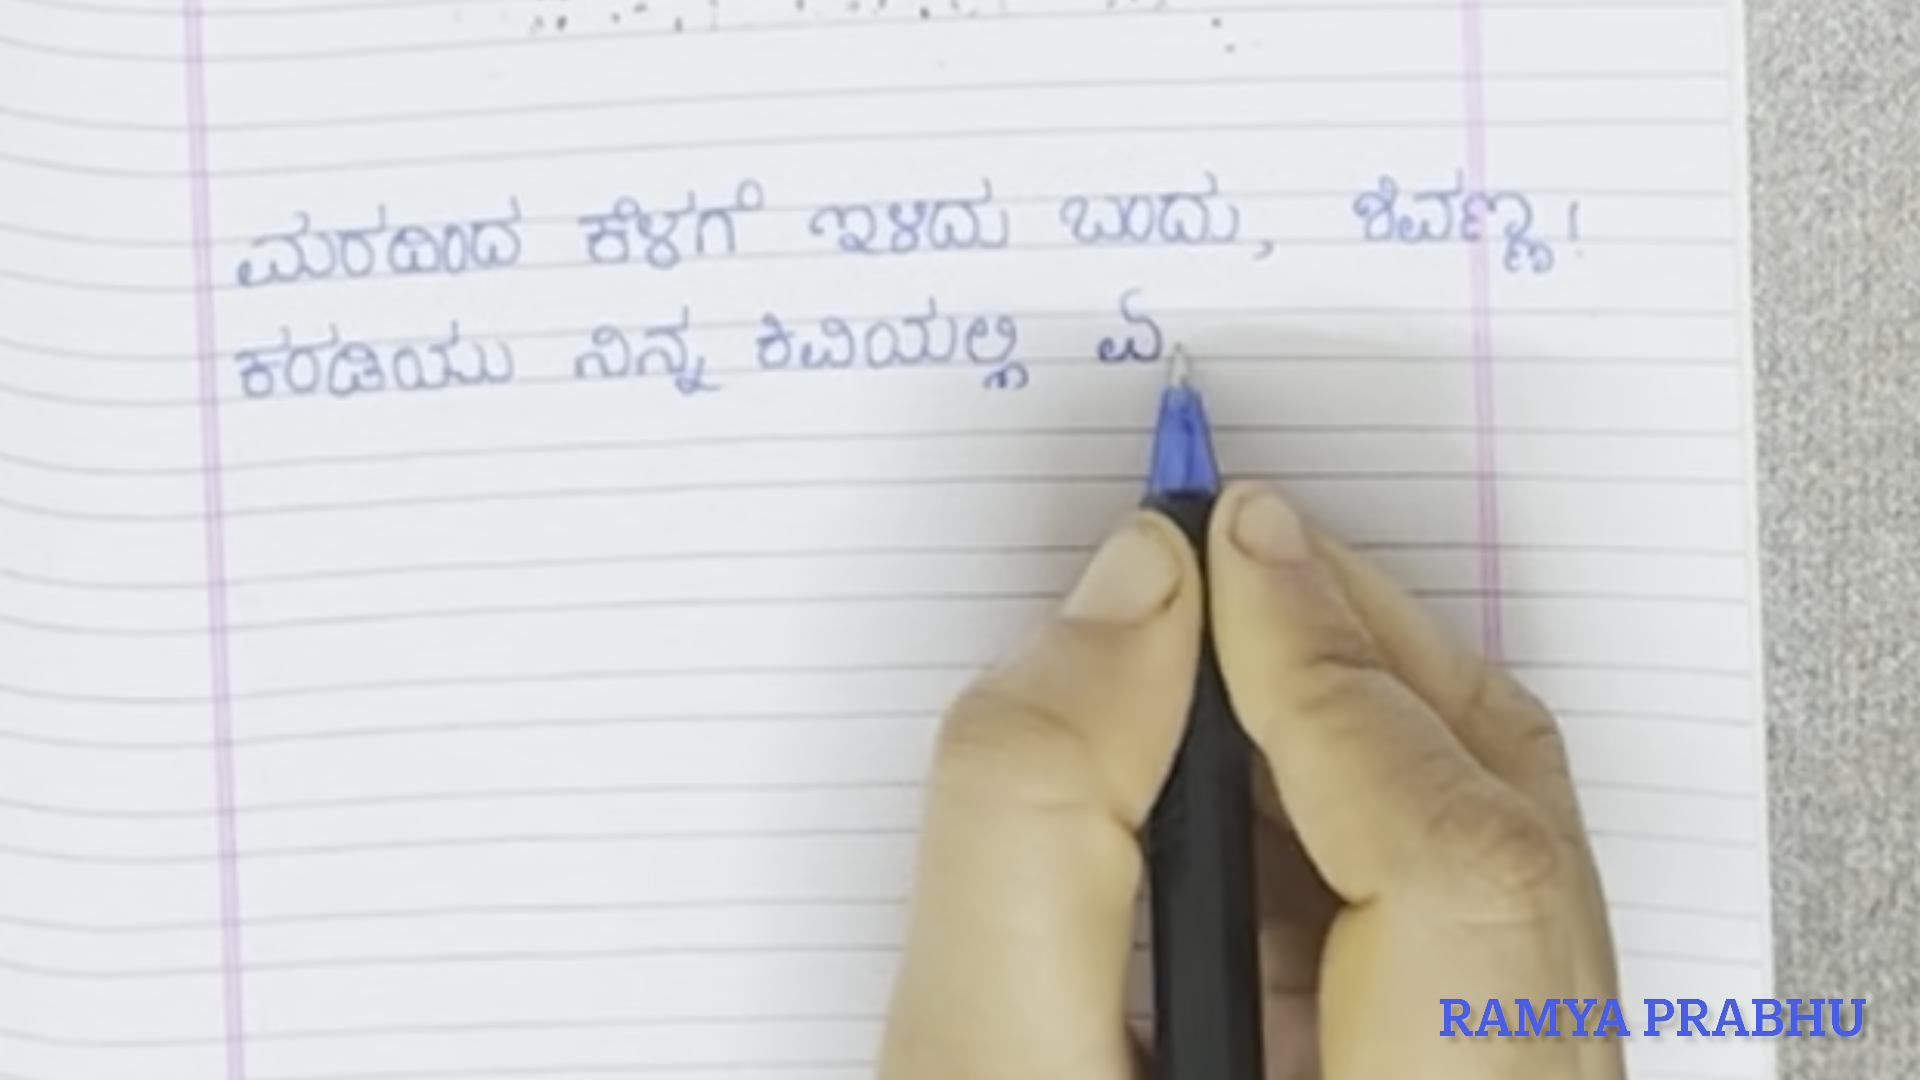 ಮರದಿಂದ ಕೆಳಗೆ ಇಳಿದು ಬಂದು, ಶಿವಣ್ಣ!
ಕರಡಿಯು ನಿನ್ನ ಕಿವಿಯಲ್ಲಿ ಏ
RAMYA PRABHU